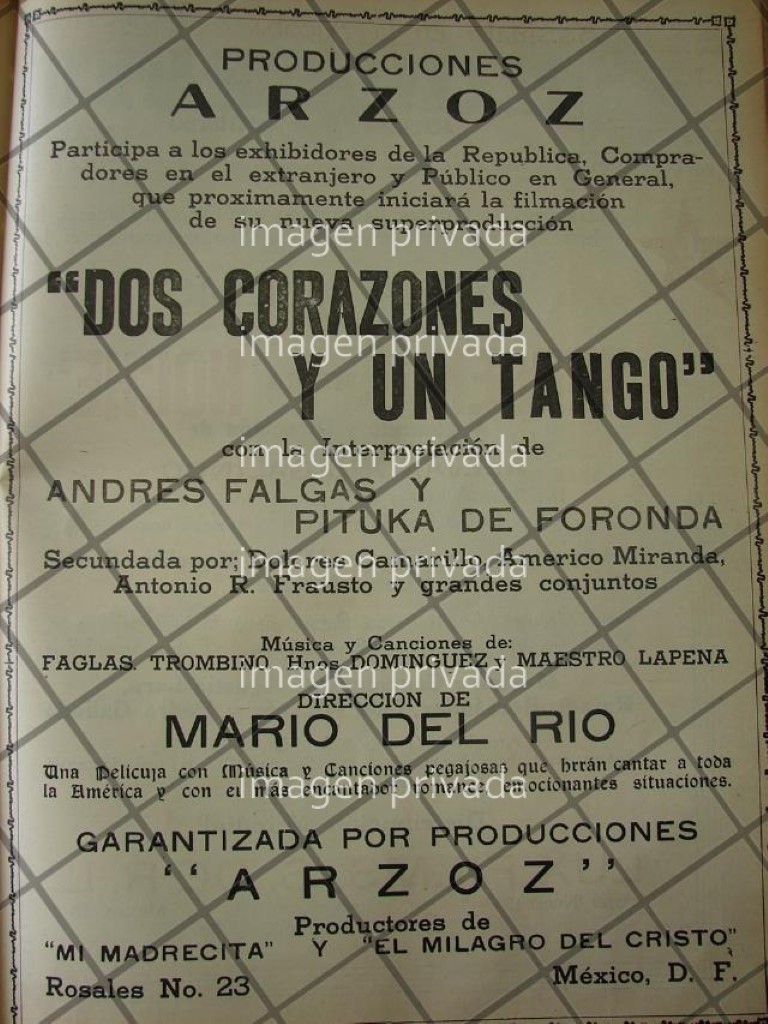 PRODUCCIONES
ARZOZ
Participa a los exhibidores de la Republica, Compra-
dores en el extranjero y Público en General,
que proximamente iniciará la filmación
de su nueva superproducción
imagen privada
"DOS CORAZONES
imagen privada
Y UN TANGO"
con la Interpretación de
imagen privada
ANDRES FALGAS Y
PITUKA DE FORONDA
Secundada por; Dolores Camarillo, Americo Miranda,
imagen privada
Antonio R. Frausto y grandes conjuntos
Música y Canciones de:
FAGLAS. TROMBINO, Hnos DOMINGUEZ y MAESTRO LAPENA
imagen privada
DIRECCION DE
MARIO DEL RIO
Una Película con Música y Canciones pegajosas que hrrán cantar a toda
la América y con el más encantador romance, emocionantes situaciones.
imagen privada
GARANTIZADA POR PRODUCCIONES
"ARZOZ"
Productores de
"MI MADRECITA" Y "EL MILAGRO DEL CRISTO"
Rosales No. 23 México, D. F.